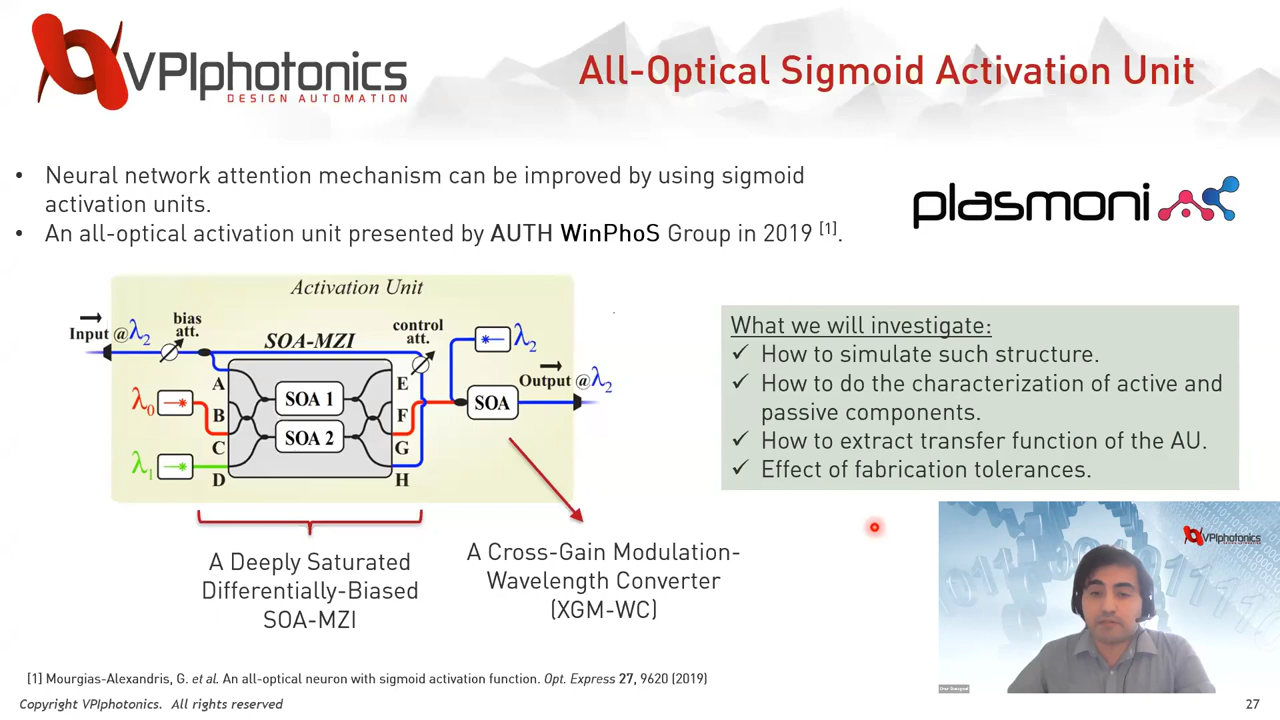 VPIphotonics
DESIGN AUTOMATION
All-Optical Sigmoid Activation Unit
• Neural network attention mechanism can be improved by using sigmoid
activation units.
• An all-optical activation unit presented by AUTH WinPhoS Group in 2019 [1].
plasmoni
Activation Unit
Input @λ2
bias
att.
SOA-MZI
control
att.
λ2
Output @λ2
A
E
λ0
B
SOA 1
F
SOA
C
SOA 2
G
λ1
D
H
A Deeply Saturated
Differentially-Biased
SOA-MZI
A Cross-Gain Modulation-
Wavelength Converter
(XGM-WC)
What we will investigate:
✓ How to simulate such structure.
✓ How to do the characterization of active and
passive components.
✓ How to extract transfer function of the AU.
✓ Effect of fabrication tolerances.
VPIphotonics
[1] Mourgias-Alexandris, G. et al. An all-optical neuron with sigmoid activation function. Opt. Express 27, 9620 (2019)
Copyright VPIphotonics. All rights reserved
27